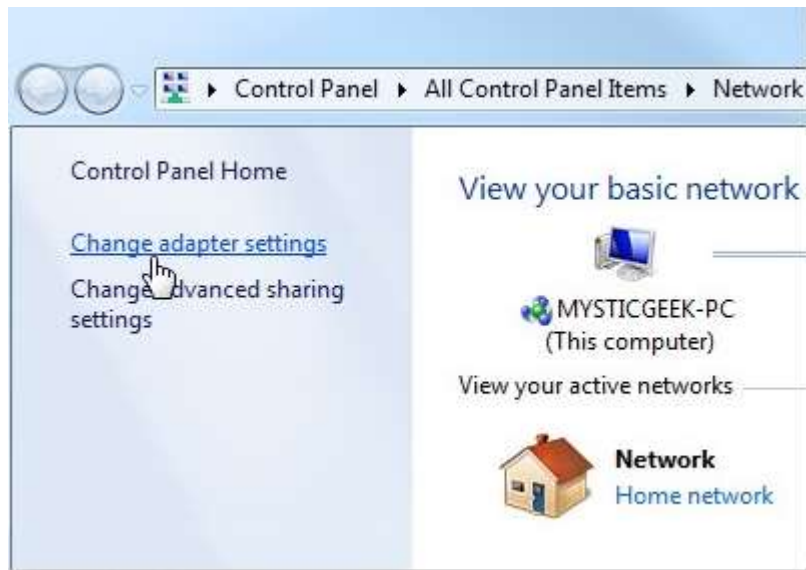 Control Panel ▸ All Control Panel Items ▸ Network
Control Panel Home
Change adapter settings
Change advanced sharing
settings
View your basic network
MYSTICGEEK-PC
(This computer)
View your active networks
Network
Home network